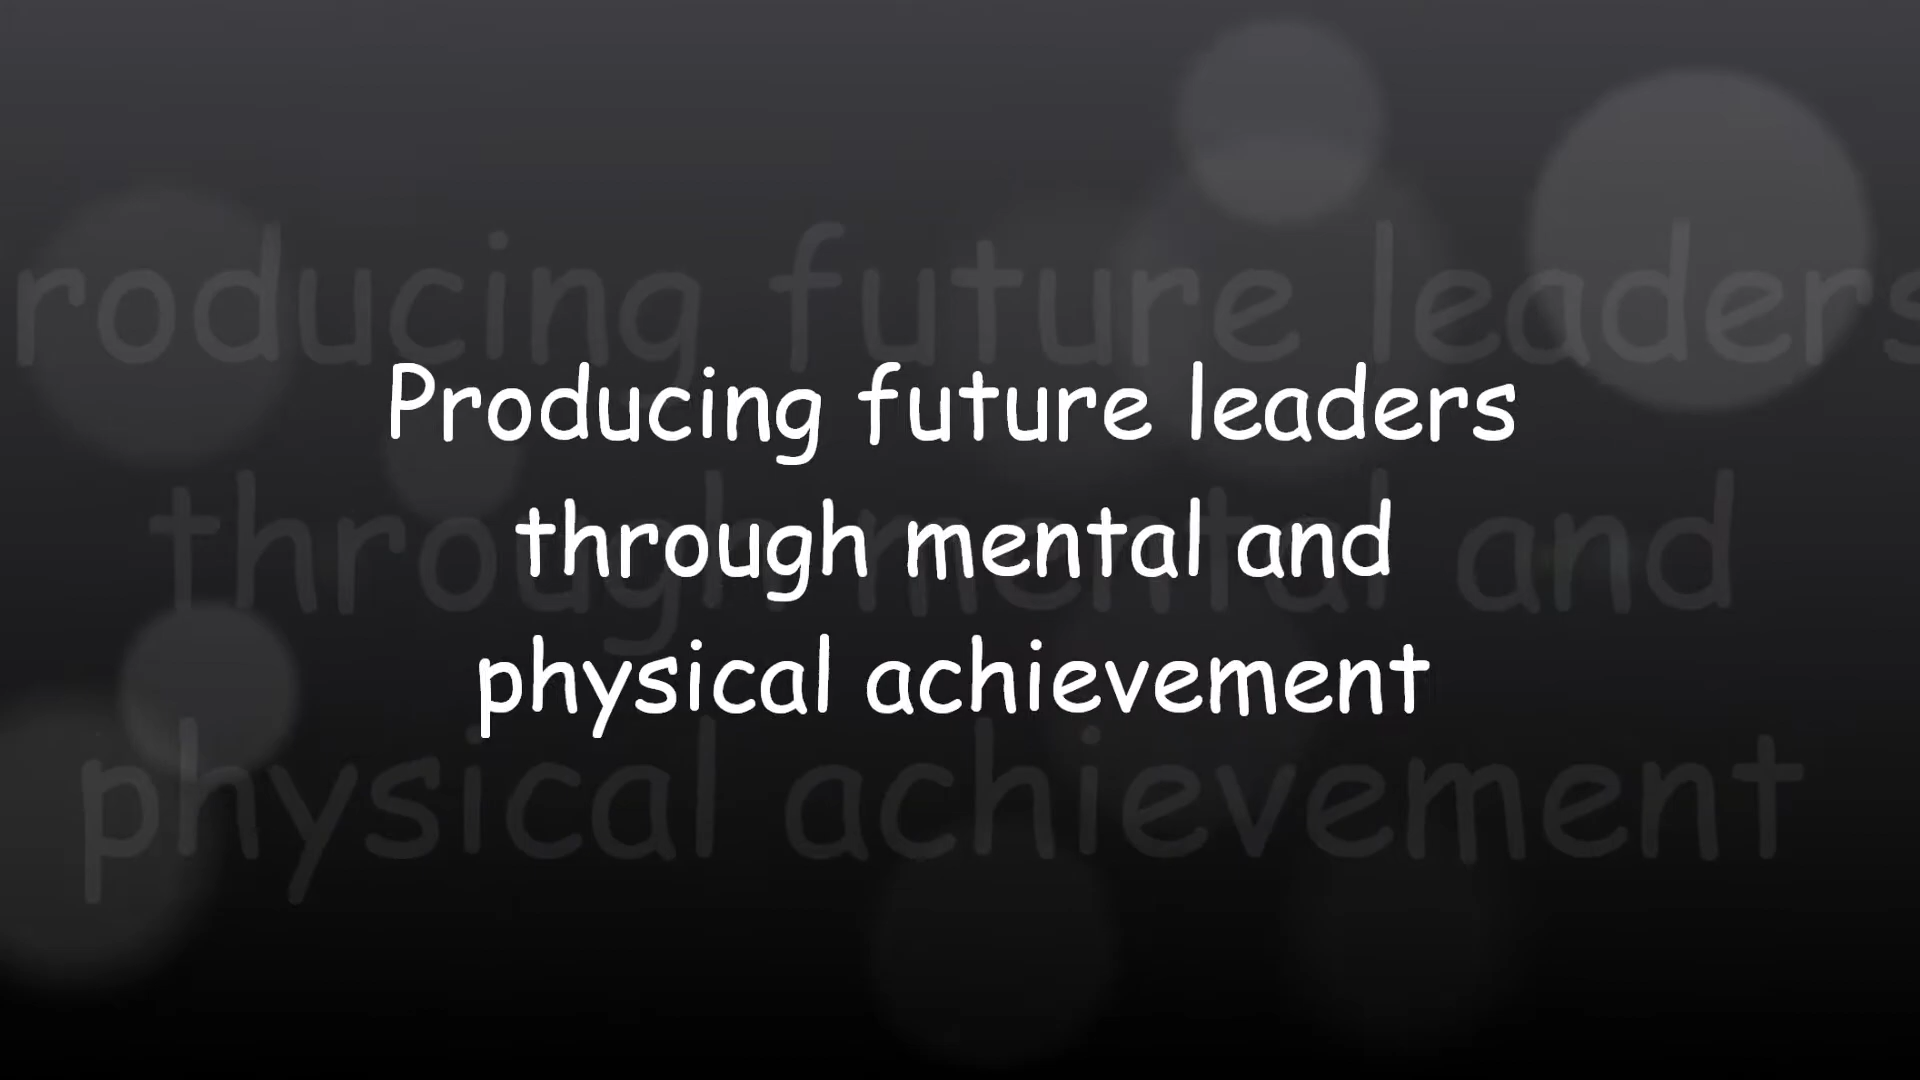 Producing future leaders
through mental and
physical achievement